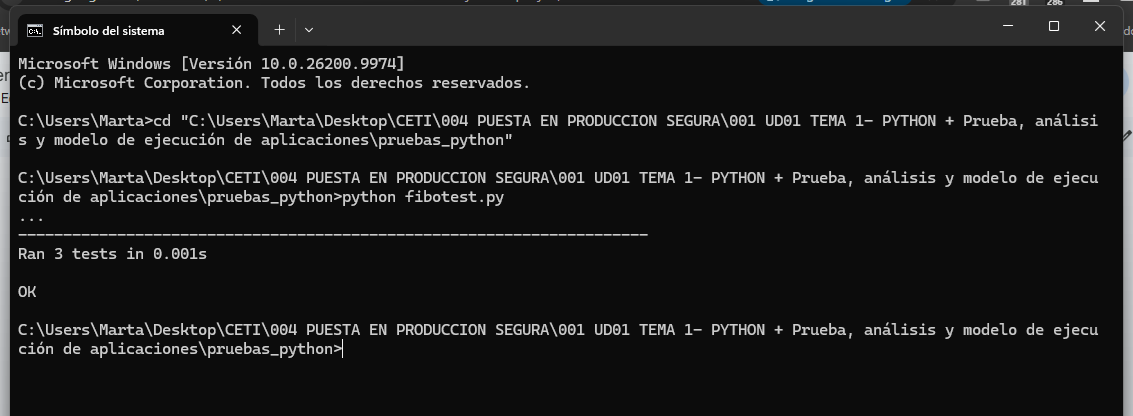 Símbolo del sistema
Microsoft Windows [Versión 10.0.26200.9974]
(c) Microsoft Corporation. Todos los derechos reservados.
C:\Users\Marta>cd "C:\Users\Marta\Desktop\CETI\004 PUESTA EN PRODUCCION SEGURA\001 UD01 TEMA 1- PYTHON + Prueba, análisi
s y modelo de ejecución de aplicaciones\pruebas_python"
C:\Users\Marta\Desktop\CETI\004 PUESTA EN PRODUCCION SEGURA\001 UD01 TEMA 1- PYTHON + Prueba, análisis y modelo de ejecu
ción de aplicaciones\pruebas_python>python fibotest.py
...
----------------------------------------------------------------------
Ran 3 tests in 0.001s
OK
C:\Users\Marta\Desktop\CETI\004 PUESTA EN PRODUCCION SEGURA\001 UD01 TEMA 1- PYTHON + Prueba, análisis y modelo de ejecu
ción de aplicaciones\pruebas_python>